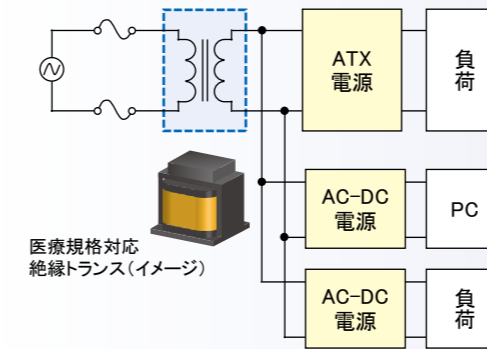 ATX
電源
負
荷
AC-DC
電源
PC
医療規格対応
絶縁トランス(イメージ)
AC-DC
電源
負
荷